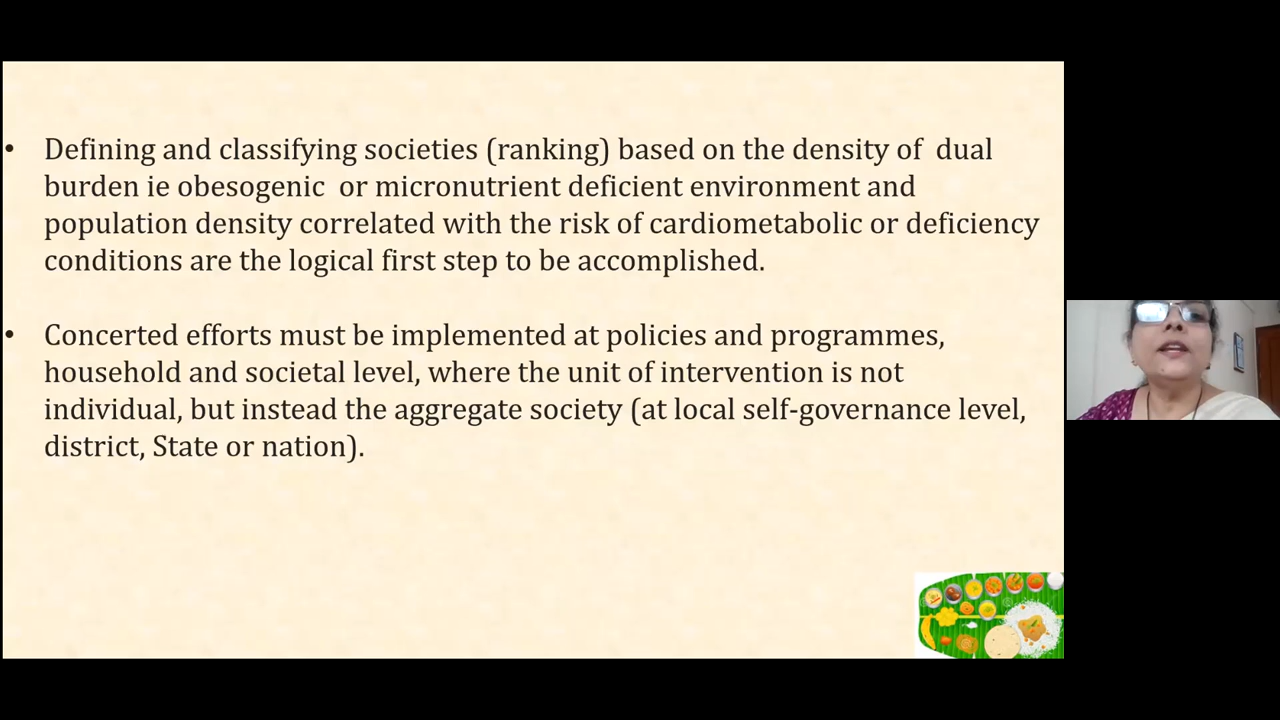 • Defining and classifying societies (ranking) based on the density of  dual
burden ie obesogenic  or micronutrient deficient environment and
population density correlated with the risk of cardiometabolic or deficiency
conditions are the logical first step to be accomplished.
• Concerted efforts must be implemented at policies and programmes,
household and societal level, where the unit of intervention is not
individual, but instead the aggregate society (at local self-governance level,
district, State or nation).